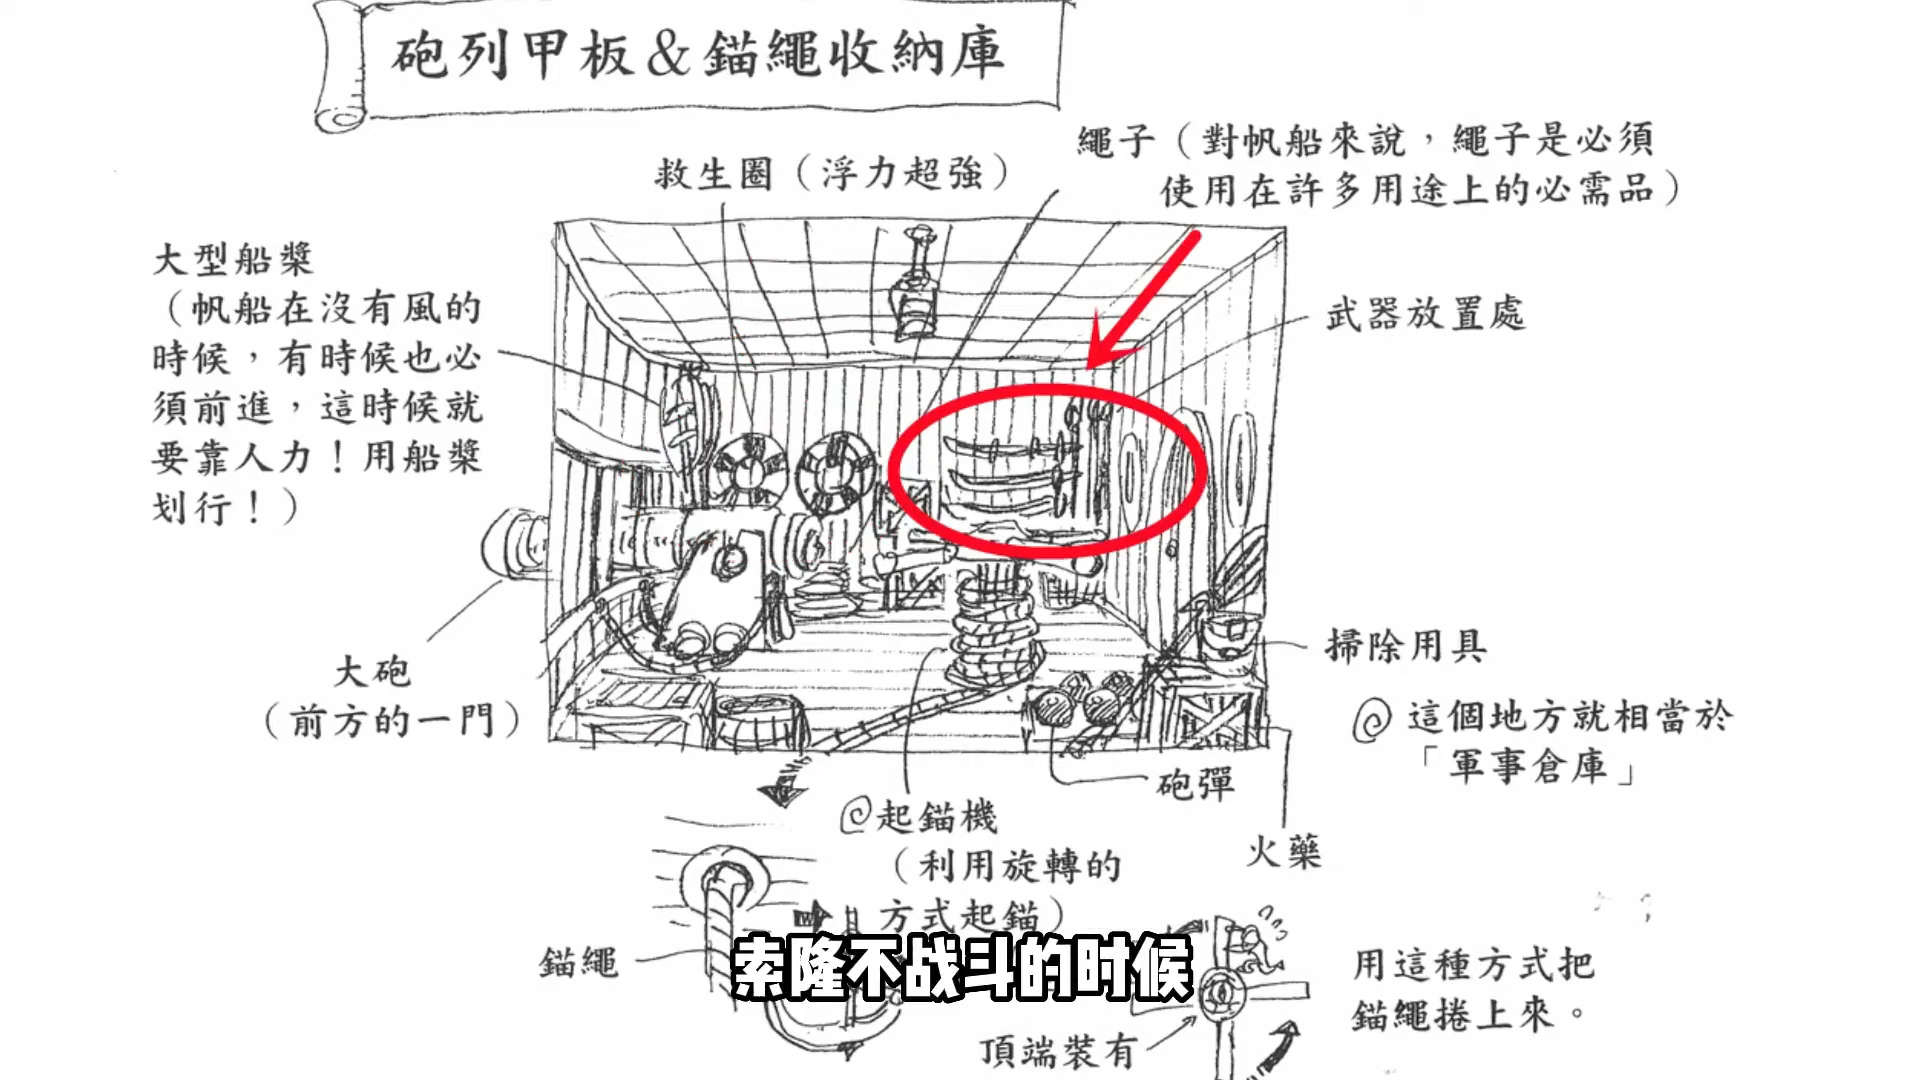 砲列甲板&錨繩收納庫
救生圈（浮力超強）
繩子（對帆船來說，繩子是必須
使用在許多用途上的必需品）
大型船槳
（帆船在沒有風的
時候，有時候也必
須前進，這時候就
要靠人力！用船槳
划行！）
武器放置處
大砲
（前方的一門）
掃除用具
@這個地方就相當於
「軍事倉庫」
砲彈
火藥
@起錨機
（利用旋轉的
方式起錨）
錨繩
索隆不战斗的时候
用這種方式把
錨繩捲上來。
頂端裝有